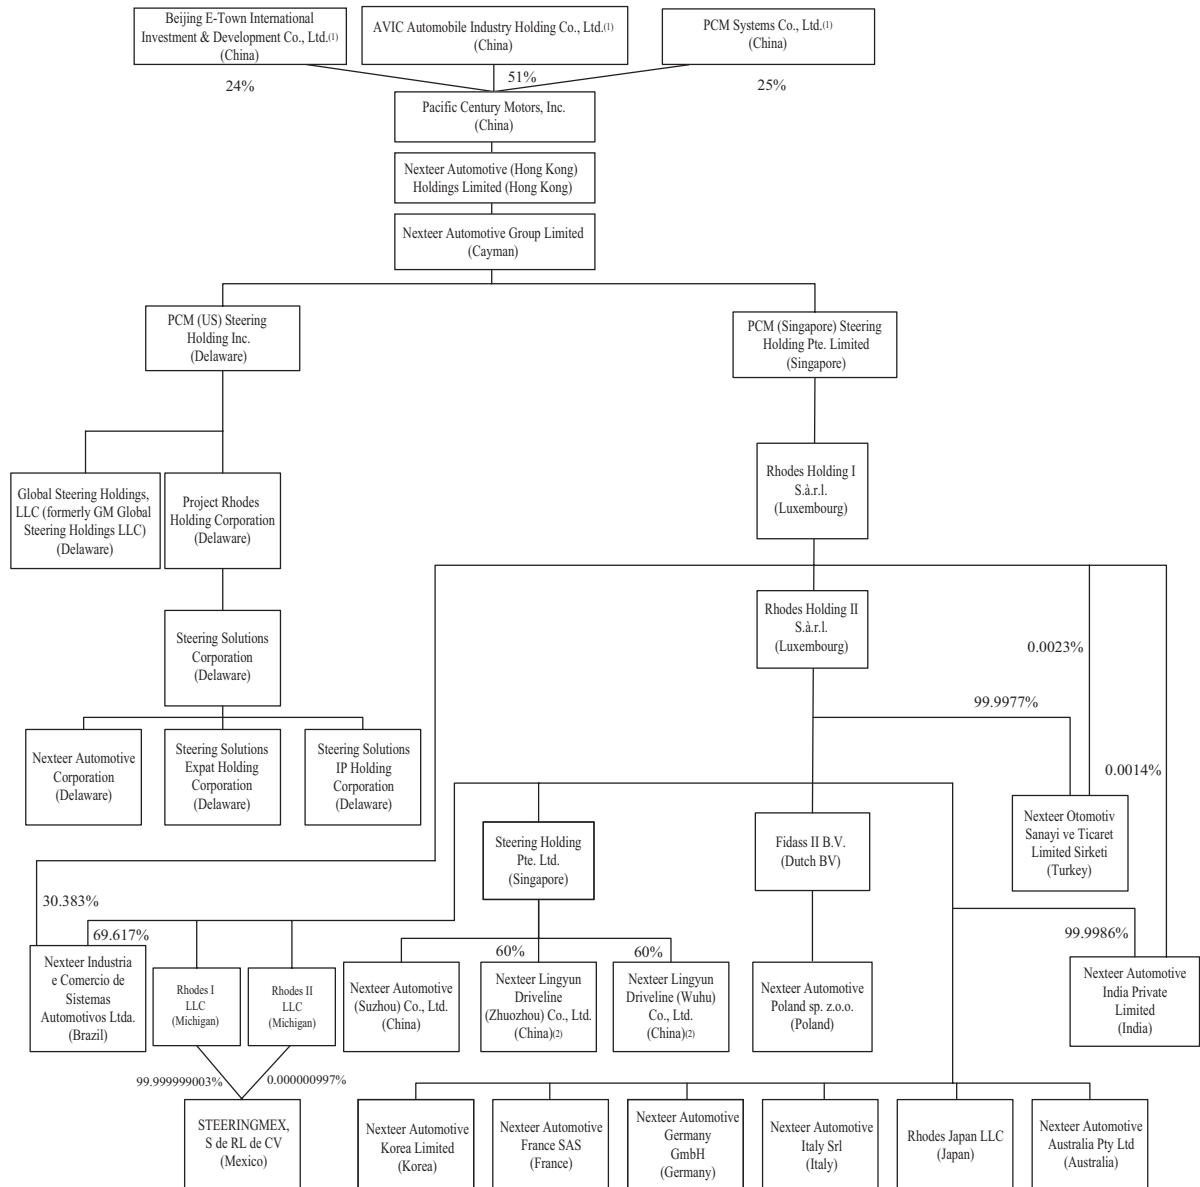 Beijing E-Town International
Investment & Development Co., Ltd.(1)
(China)
AVIC Automobile Industry Holding Co., Ltd.(1)
(China)
PCM Systems Co., Ltd.(1)
(China)
24%
51%
25%
Pacific Century Motors, Inc.
(China)
Nexteer Automotive (Hong Kong)
Holdings Limited (Hong Kong)
Nexteer Automotive Group Limited
(Cayman)
PCM (US) Steering
Holding Inc.
(Delaware)
PCM (Singapore) Steering
Holding Pte. Limited
(Singapore)
Global Steering Holdings,
LLC (formerly GM Global
Steering Holdings LLC)
(Delaware)
Project Rhodes
Holding Corporation
(Delaware)
Rhodes Holding I
S.à.r.l.
(Luxembourg)
Steering Solutions
Corporation
(Delaware)
Rhodes Holding II
S.à.r.l.
(Luxembourg)
0.0023%
99.9977%
0.0014%
Nexteer Automotive
Corporation
(Delaware)
Steering Solutions
Expat Holding
Corporation
(Delaware)
Steering Solutions
IP Holding
Corporation
(Delaware)
Steering Holding
Pte. Ltd.
(Singapore)
Fidass II B.V.
(Dutch BV)
Nexteer Otomotiv
Sanayi ve Ticaret
Limited Sirketi
(Turkey)
30.383%
69.617%
60%
60%
99.9986%
Nexteer Industria
e Comercio de
Sistemas
Automotivos Ltda.
(Brazil)
Rhodes I
LLC
(Michigan)
Rhodes II
LLC
(Michigan)
Nexteer Automotive
(Suzhou) Co., Ltd.
(China)
Nexteer Lingyun
Driveline
(Zhuozhou) Co., Ltd.
(China)(2)
Nexteer Lingyun
Driveline (Wuhu)
Co., Ltd.
(China)(2)
Nexteer Automotive
Poland sp. z.o.o.
(Poland)
Nexteer Automotive
India Private
Limited
(India)
99.999999003%
0.000000997%
STEERINGMEX,
S de RL de CV
(Mexico)
Nexteer Automotive
Korea Limited
(Korea)
Nexteer Automotive
France SAS
(France)
Nexteer Automotive
Germany
GmbH
(Germany)
Nexteer Automotive
Italy Srl
(Italy)
Rhodes Japan LLC
(Japan)
Nexteer Automotive
Australia Pty Ltd
(Australia)